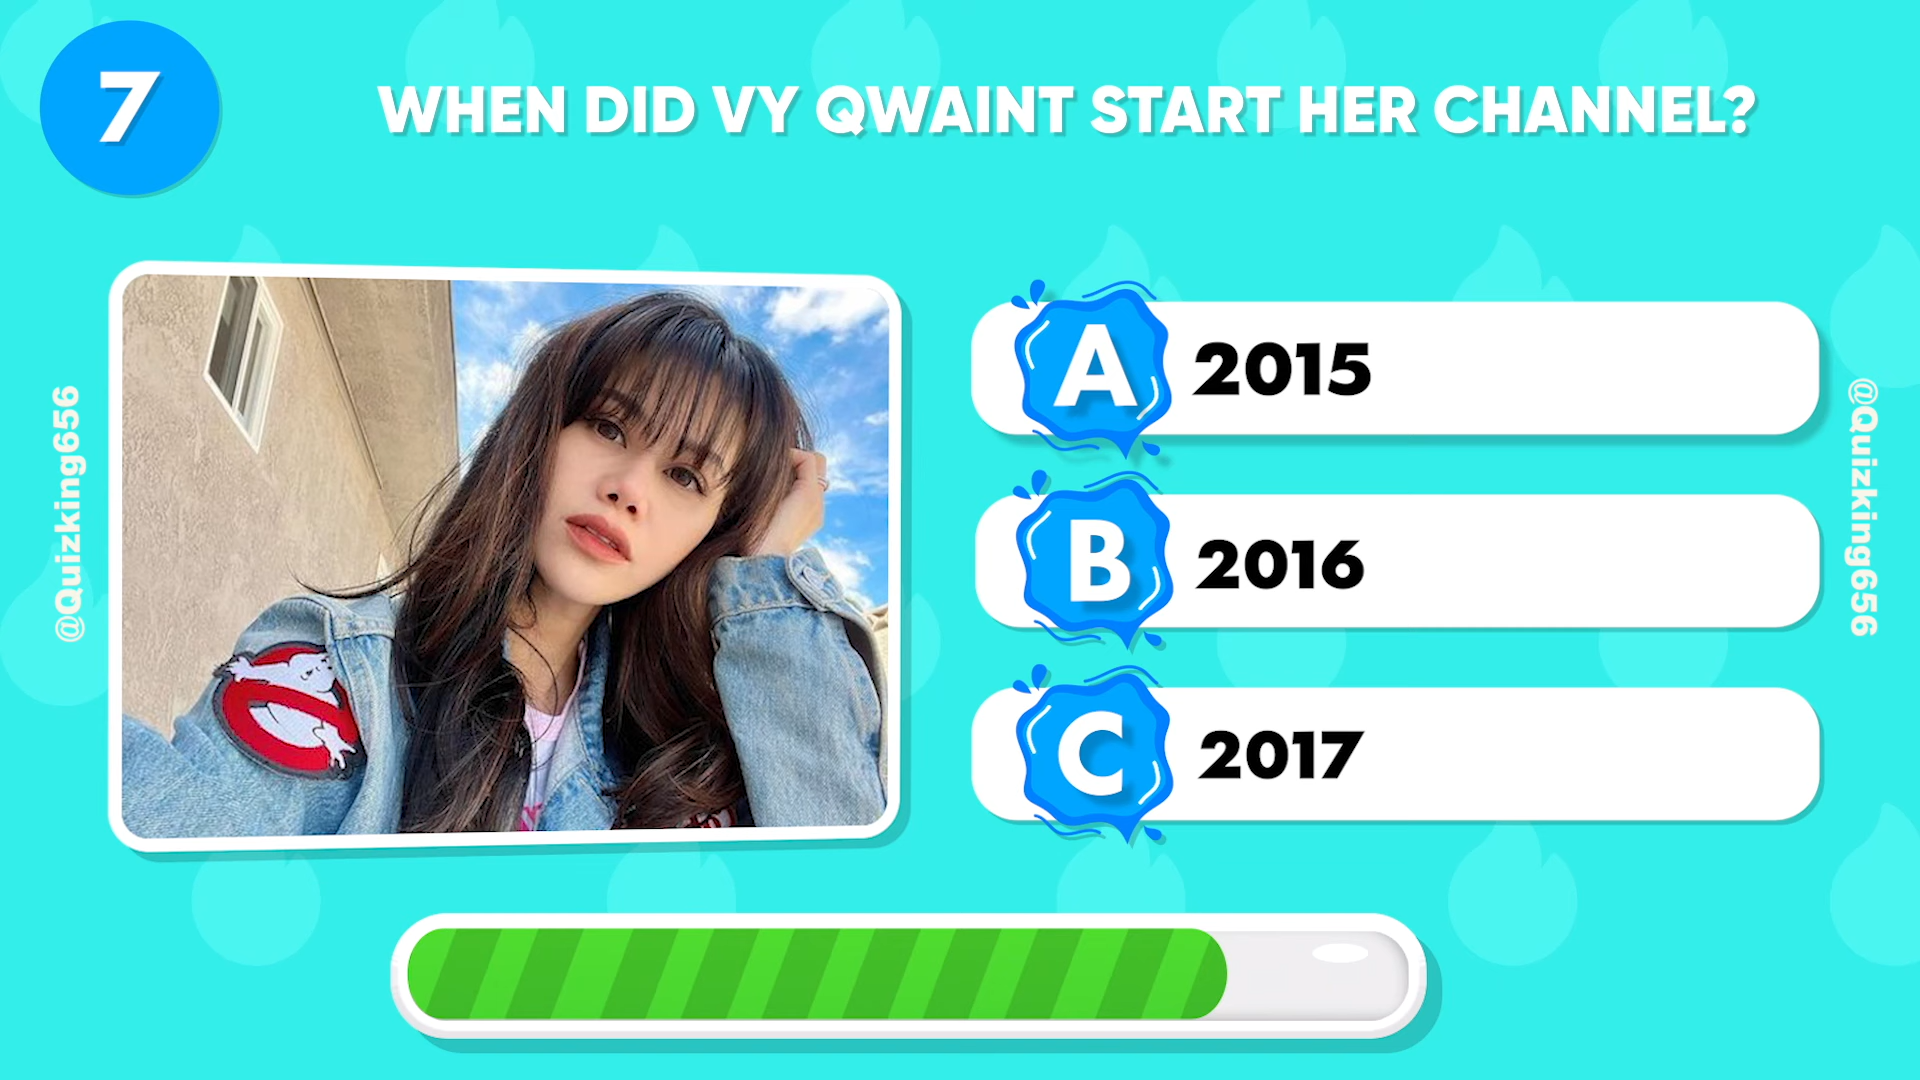 7
WHEN DID VY QWAINT START HER CHANNEL?
@Quizking656
A 2015
B 2016
C 2017
@Quizking656